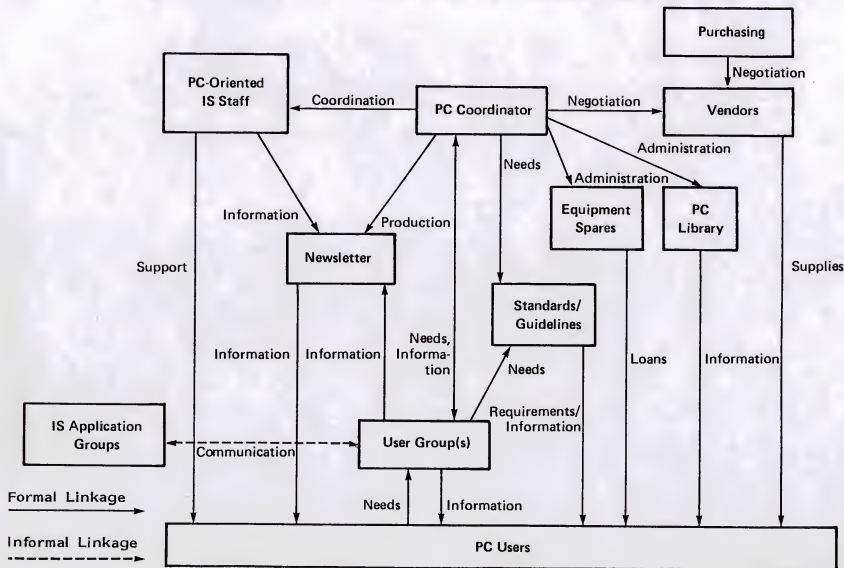 Purchasing
Negotiation
PC-Oriented
IS Staff
Coordination
PC Coordinator
Negotiation
Vendors
Administration
Needs
Administration
Equipment
Spares
PC
Library
Information
Production
Newsletter
Support
Supplies
Standards/
Guidelines
Information
Information
Needs,
Informa-
tion
Needs
Loans
Information
Requirements/
Information
IS Application
Groups
Communication
User Group(s)
Formal Linkage
Needs
Information
Informal Linkage
PC Users